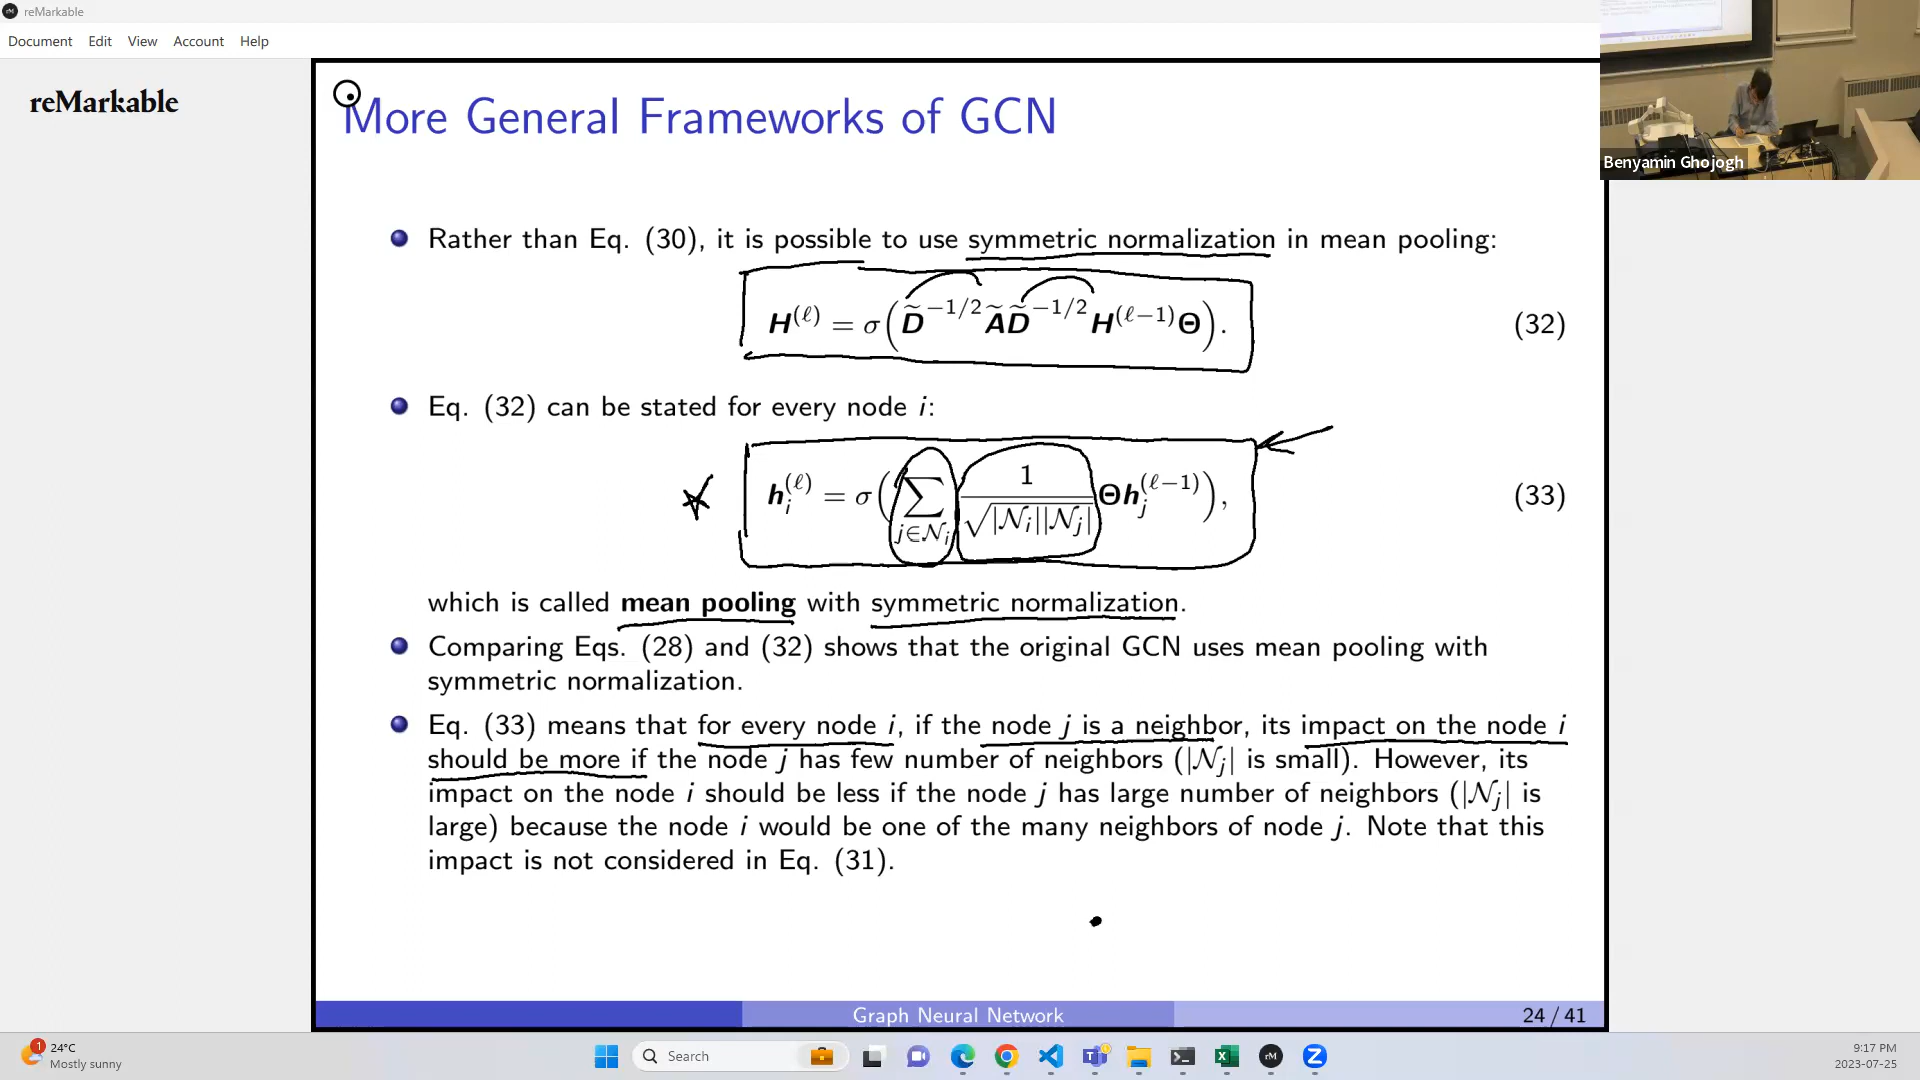 reMarkable
Document Edit View Account Help
reMarkable
More General Frameworks of GCN
Benyamin Ghojogh
Rather than Eq. (30), it is possible to use symmetric normalization in mean pooling:
H^{(ℓ)} = σ(D̃^{-1/2} Ã D̃^{-1/2} H^{(ℓ−1)} Θ). (32)
Eq. (32) can be stated for every node i:
h_i^{(ℓ)} = σ(∑_{j∈𝒩_i} 1/√(|𝒩_i||𝒩_j|) Θ h_j^{(ℓ−1)}), (33)
which is called mean pooling with symmetric normalization.
Comparing Eqs. (28) and (32) shows that the original GCN uses mean pooling with
symmetric normalization.
Eq. (33) means that for every node i, if the node j is a neighbor, its impact on the node i
should be more if the node j has few number of neighbors (|𝒩_j| is small). However, its
impact on the node i should be less if the node j has large number of neighbors (|𝒩_j| is
large) because the node i would be one of the many neighbors of node j. Note that this
impact is not considered in Eq. (31).
Graph Neural Network 24 / 41
1
24°C
Mostly sunny
Search
rM
9:17 PM
2023-07-25